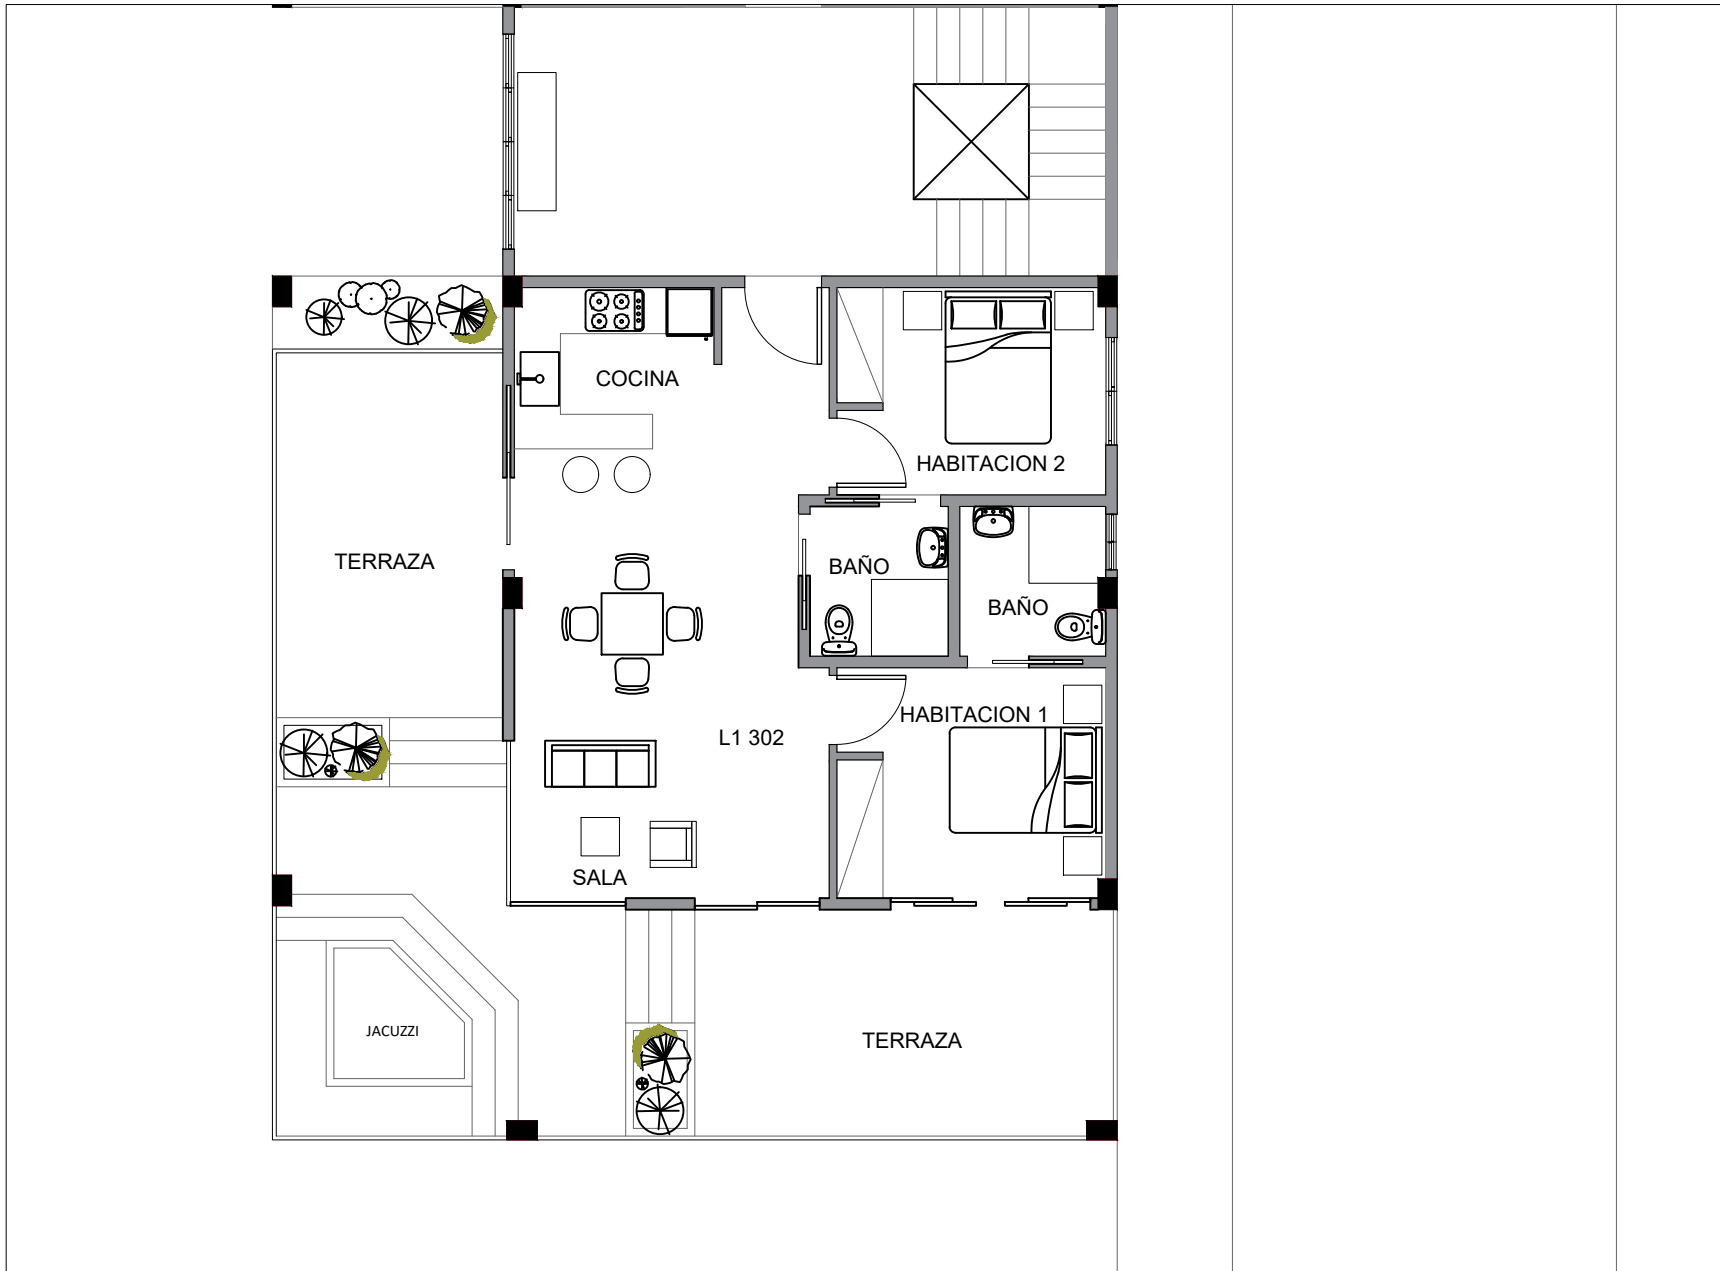 COCINA
HABITACION 2
TERRAZA
BAÑO
BAÑO
HABITACION 1
L1 302
SALA
JACUZZI
TERRAZA